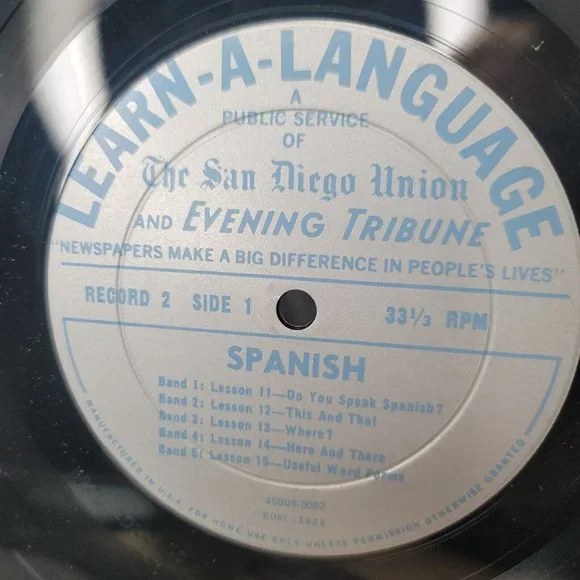 LEARN-A-LANGUAGE
A
PUBLIC SERVICE
OF
The San Diego Union
AND EVENING TRIBUNE
"NEWSPAPERS MAKE A BIG DIFFERENCE IN PEOPLE'S LIVES"
RECORD 2 SIDE 1
33⅓ RPM
SPANISH
Band 1: Lesson 11—Do You Speak Spanish?
Band 2: Lesson 12—This And That
Band 3: Lesson 13—Where?
Band 4: Lesson 14—Here And There
Band 5: Lesson 15—Useful Word Forms
45DUS-0002
2822
MANUFACTURED IN U.S.A. FOR HOME USE ONLY UNLESS PERMISSION OTHERWISE GRANTED